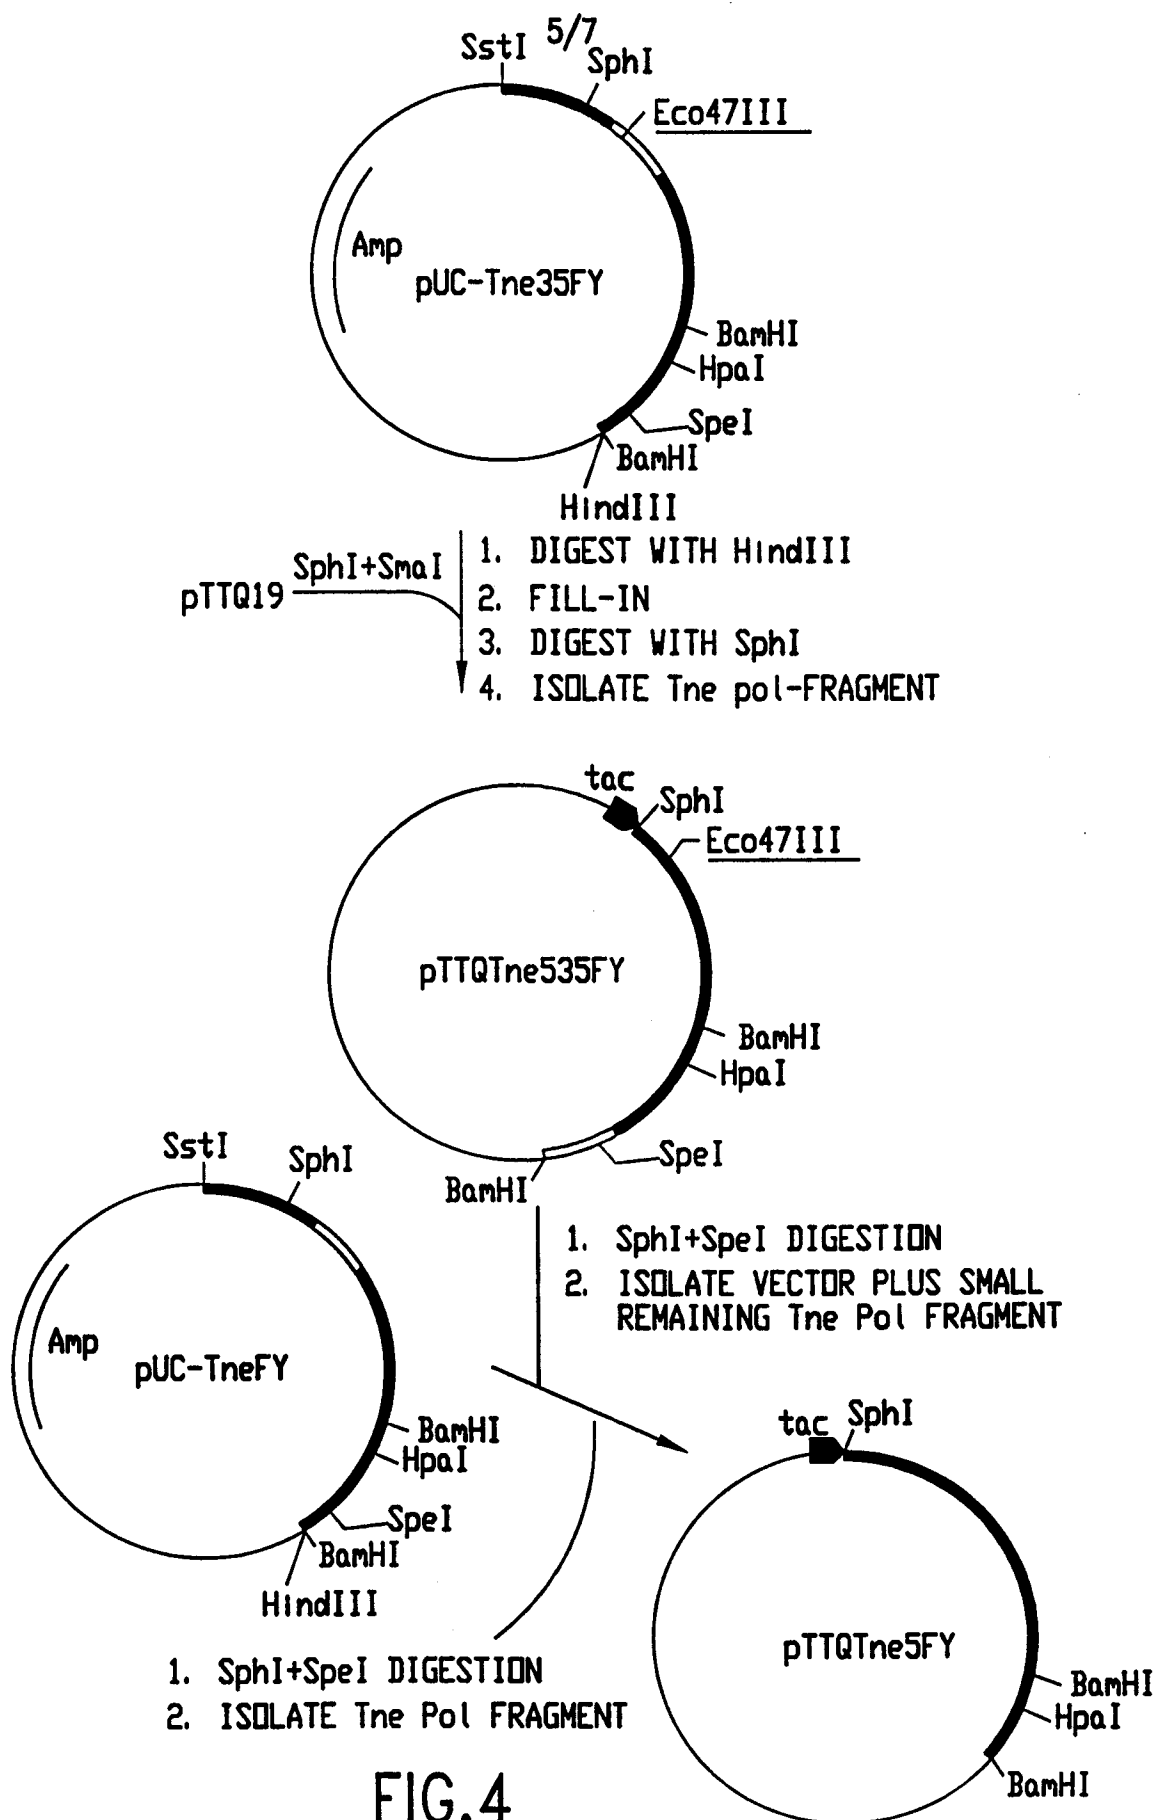 5/7
SstI
SphI
Eco47III
Amp
pUC-Tne35FY
BamHI
HpaI
SpeI
BamHI
HindIII
pTTQ19
SphI+SmaI
1. DIGEST WITH HindIII
2. FILL-IN
3. DIGEST WITH SphI
4. ISOLATE Tne pol-FRAGMENT
tac
SphI
Eco47III
pTTQTne535FY
BamHI
HpaI
SpeI
BamHI
1. SphI+SpeI DIGESTION
2. ISOLATE VECTOR PLUS SMALL
REMAINING Tne Pol FRAGMENT
SstI
SphI
Amp
pUC-TneFY
BamHI
HpaI
SpeI
BamHI
HindIII
1. SphI+SpeI DIGESTION
2. ISOLATE Tne Pol FRAGMENT
tac
SphI
pTTQTne5FY
BamHI
HpaI
BamHI
FIG.4